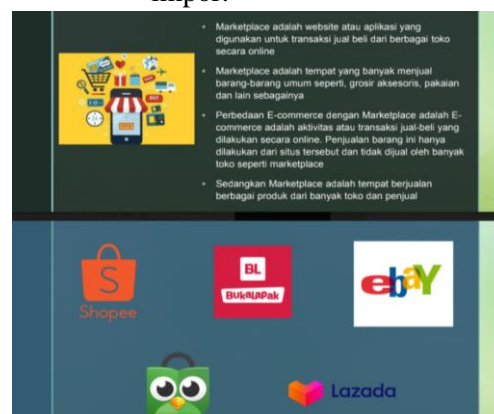 • Marketplace adalah website atau aplikasi yang
digunakan untuk transaksi jual beli dari berbagai toko
secara online
• Marketplace adalah tempat yang banyak menjual
barang-barang umum seperti, grosir aksesoris, pakaian
dan lain sebagainya
• Perbedaan E-commerce dengan Marketplace adalah E-
commerce adalah aktivitas atau transaksi jual-beli yang
dilakukan secara online. Penjualan barang ini hanya
dilakukan dari situs tersebut dan tidak dijual oleh banyak
toko seperti marketplace
• Sedangkan Marketplace adalah tempat berjualan
berbagai produk dari banyak toko dan penjual
S
Shopee
BL
BukaLapak
ebaY
Lazada